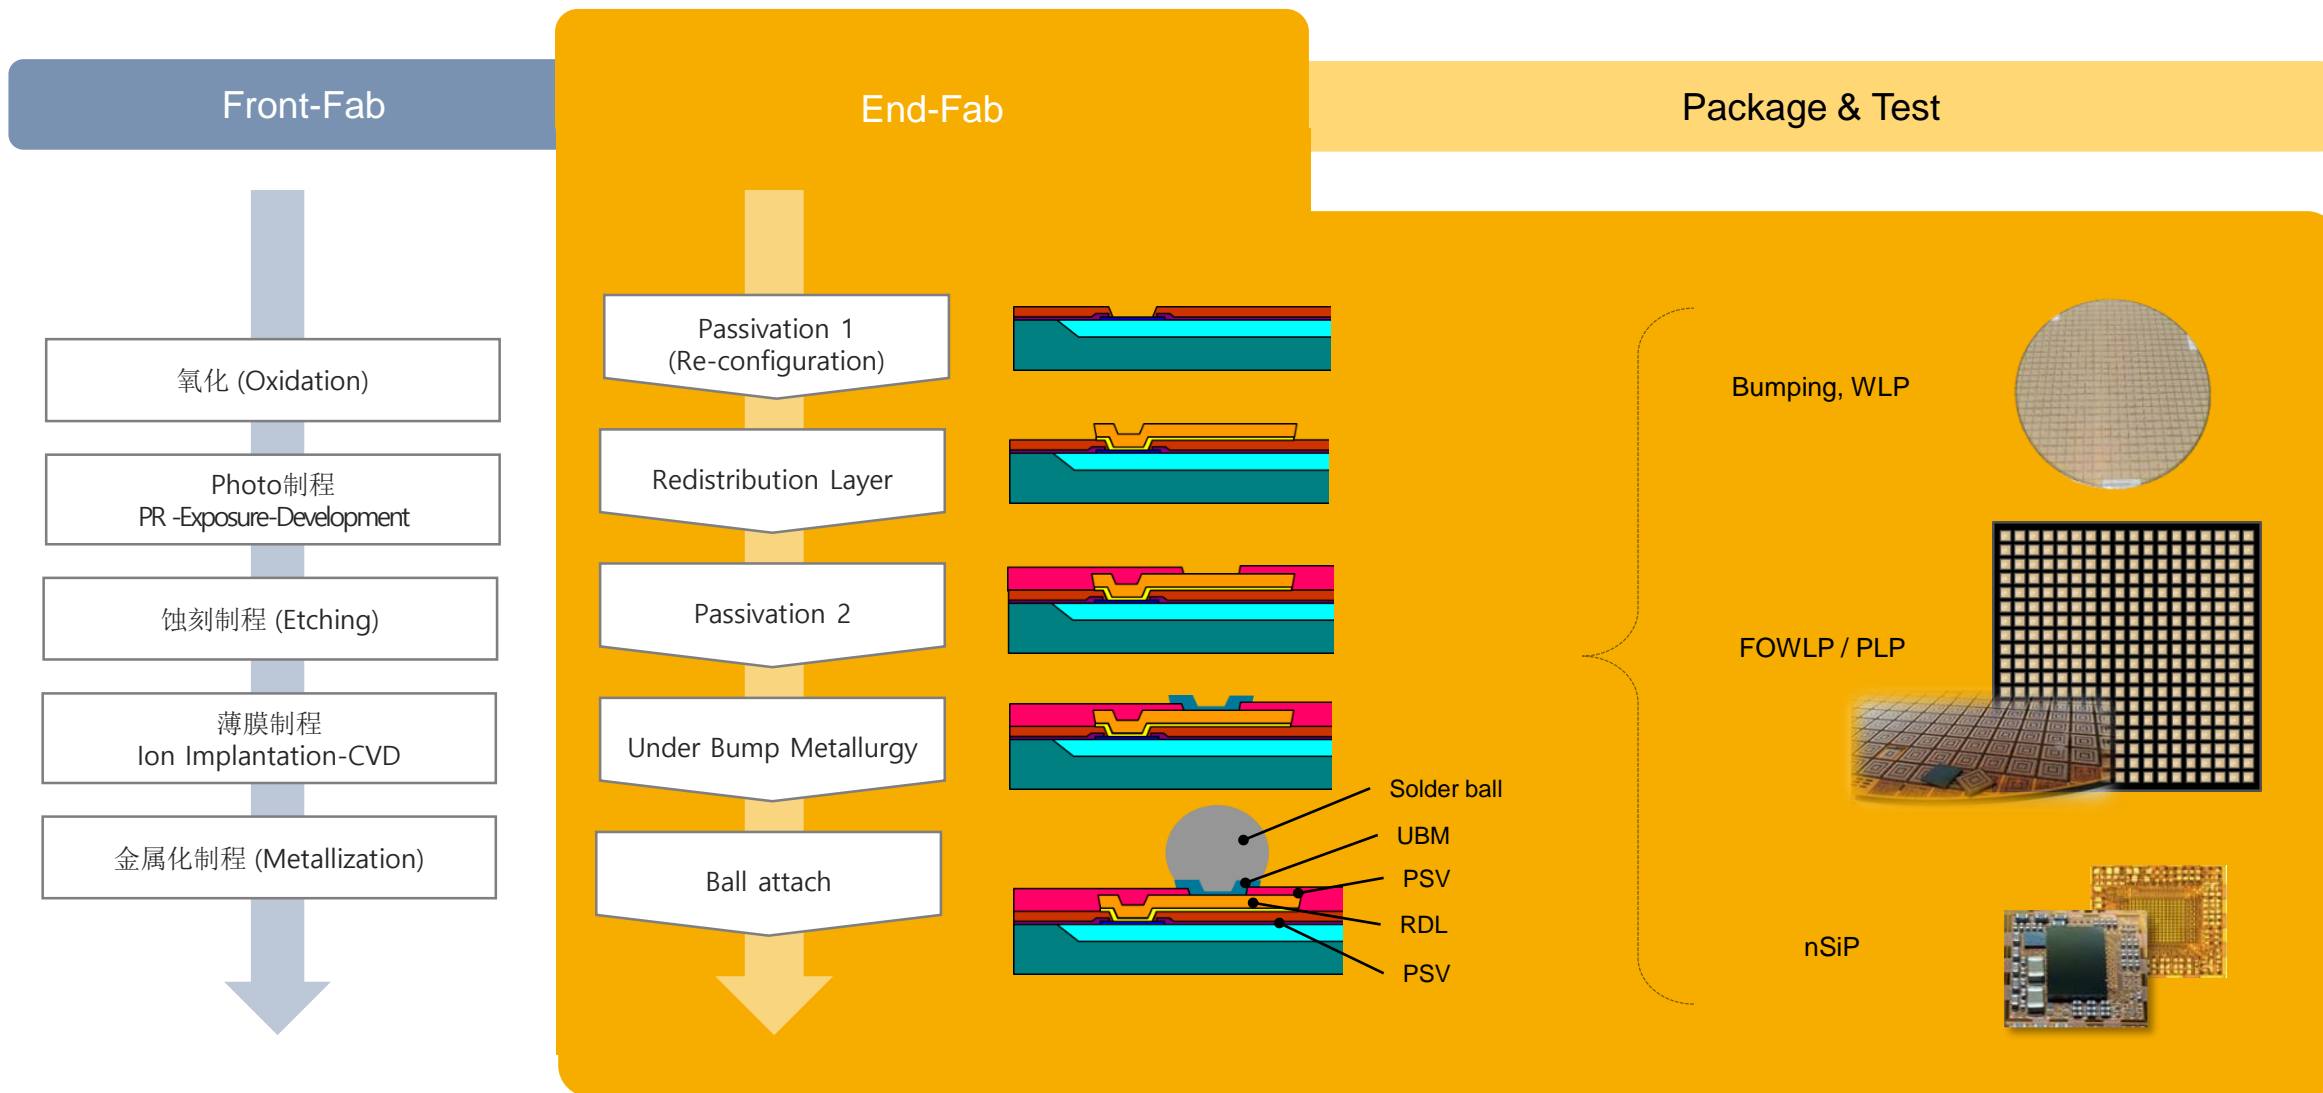 Front-Fab
End-Fab
Package & Test
氧化 (Oxidation)
Photo制程
PR -Exposure-Development
蚀刻制程 (Etching)
薄膜制程
Ion Implantation-CVD
金属化制程 (Metallization)
Passivation 1
(Re-configuration)
Redistribution Layer
Passivation 2
Under Bump Metallurgy
Ball attach
Solder ball
UBM
PSV
RDL
PSV
Bumping, WLP
FOWLP / PLP
nSiP